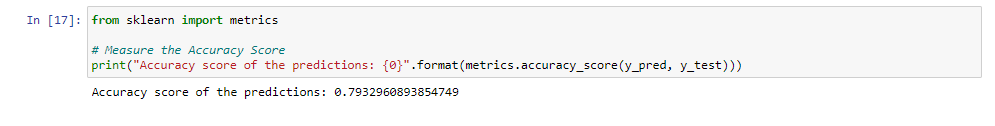 In [17]: from sklearn import metrics
# Measure the Accuracy Score
print("Accuracy score of the predictions: {0}".format(metrics.accuracy_score(y_pred, y_test)))
Accuracy score of the predictions: 0.7932960893854749